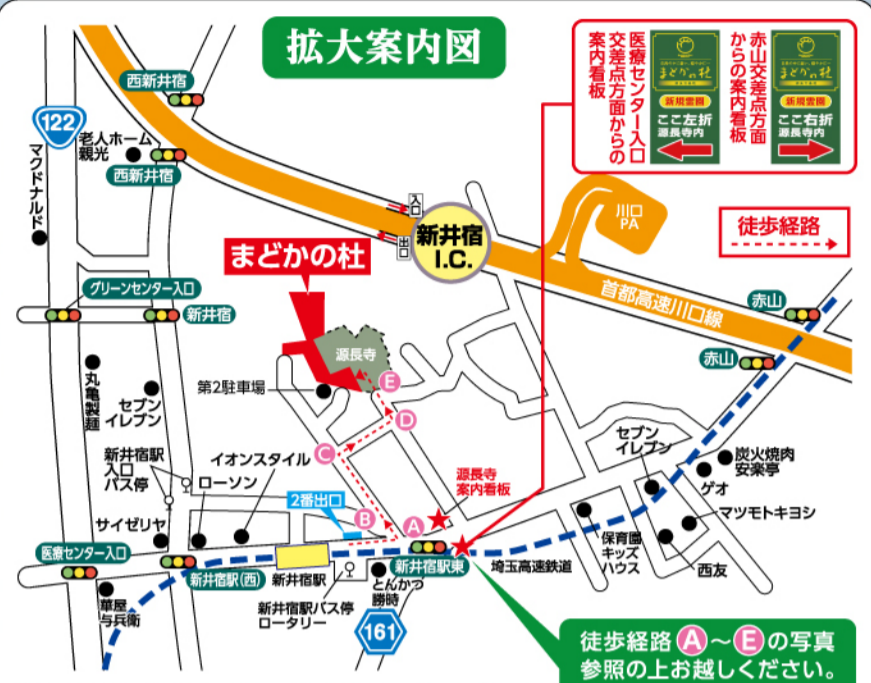 拡大案内図
医療センター入口
交差点方面からの
案内看板
まどかの杜
新規霊園
ここ左折
源長寺内
赤山交差点方面
からの案内看板
まどかの杜
新規霊園
ここ右折
源長寺内
西新井宿
122
老人ホーム
親光
西新井宿
マクドナルド
入口
出口
新井宿
I.C.
川口
PA
徒歩経路
まどかの杜
首都高速川口線
グリーンセンター入口
新井宿
赤山
赤山
源長寺
第2駐車場
E
D
C
B
A
丸亀製麺
セブン
イレブン
新井宿駅
入口
バス停
イオンスタイル
ローソン
2番出口
源長寺
案内看板
セブン
イレブン
炭火焼肉
安楽亭
ゲオ
マツモトキヨシ
サイゼリヤ
医療センター入口
新井宿駅(西)
新井宿駅
新井宿駅東
埼玉高速鉄道
保育園
キッズ
ハウス
西友
華屋
与兵衛
新井宿駅バス停
ロータリー
とんかつ
勝時
161
徒歩経路A～Eの写真
参照の上お越しください。